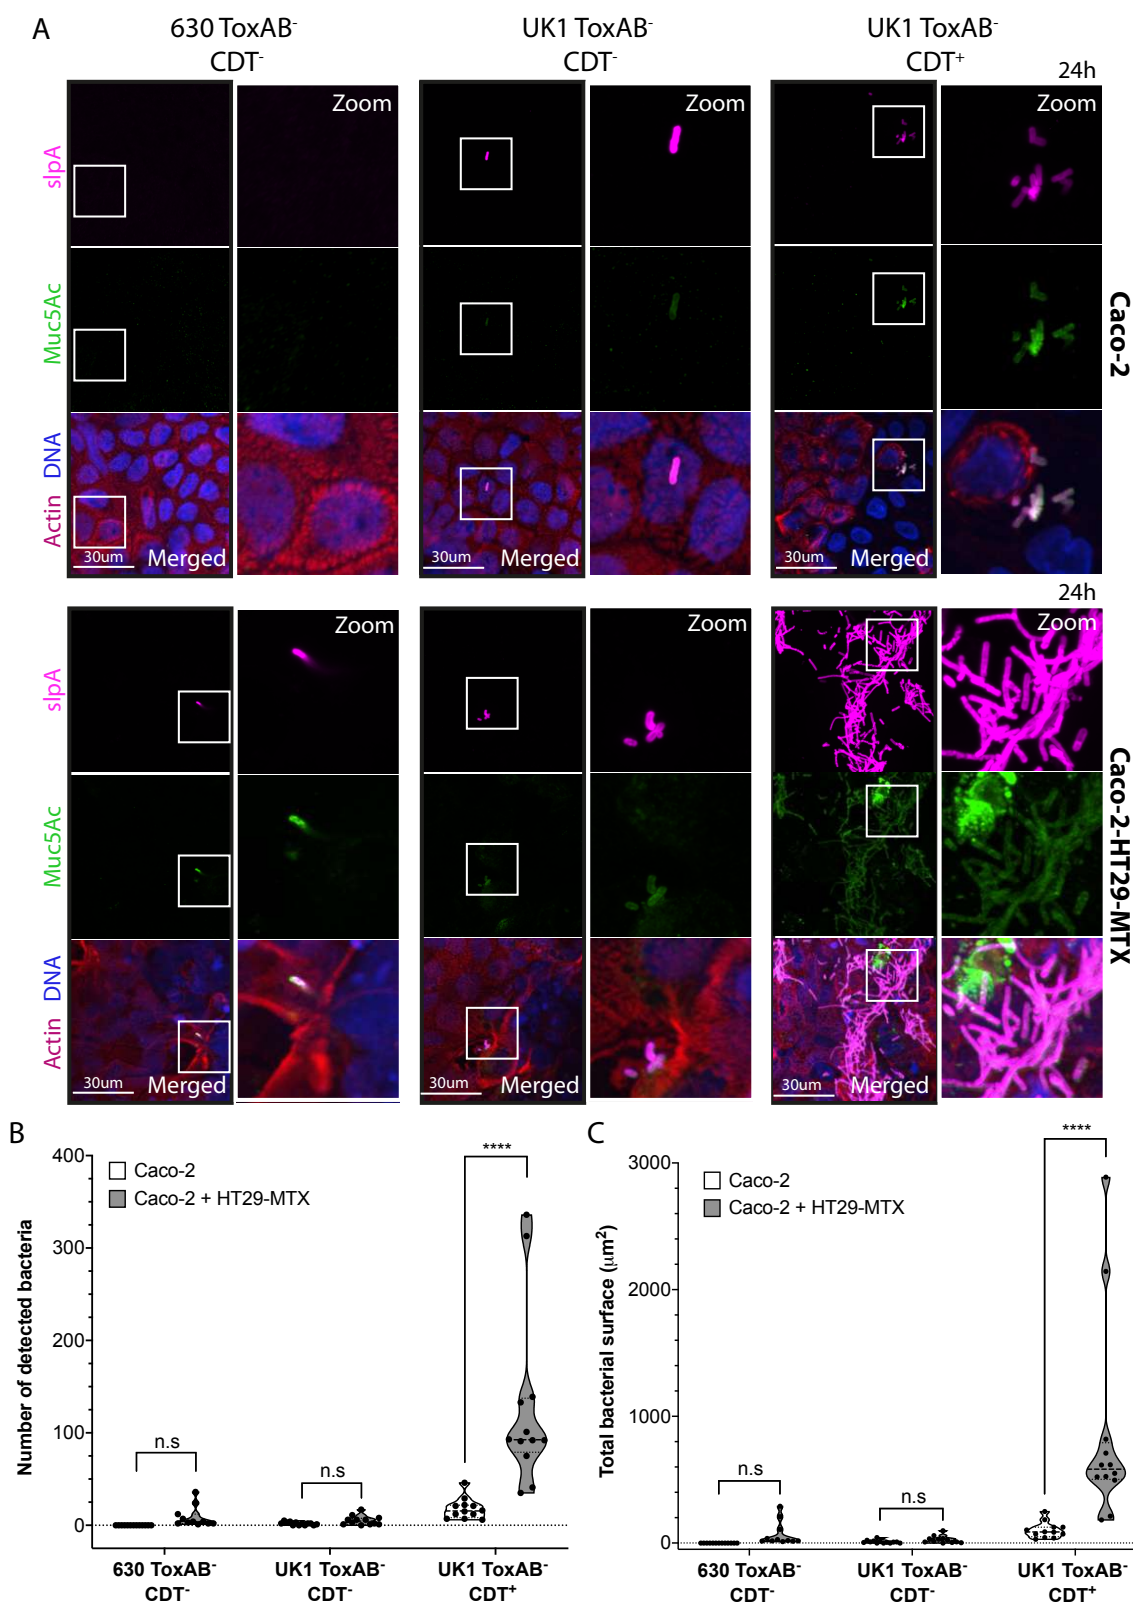 A
630 ToxAB-
CDT-
UK1 ToxAB-
CDT-
UK1 ToxAB-
CDT+
24h
Zoom
Zoom
Zoom
slpA
Muc5Ac
Actin DNA
30um
Merged
30um
Merged
30um
Merged
Caco-2
24h
Zoom
Zoom
Zoom
slpA
Muc5Ac
Actin DNA
30um
Merged
30um
Merged
30um
Merged
Caco-2-HT29-MTX
B
Number of detected bacteria
400
300
200
100
0
Caco-2
Caco-2 + HT29-MTX
n.s
n.s
****
630 ToxAB-
CDT-
UK1 ToxAB-
CDT-
UK1 ToxAB-
CDT+
C
Total bacterial surface (μm²)
3000
2000
1000
0
Caco-2
Caco-2 + HT29-MTX
n.s
n.s
****
630 ToxAB-
CDT-
UK1 ToxAB-
CDT-
UK1 ToxAB-
CDT+